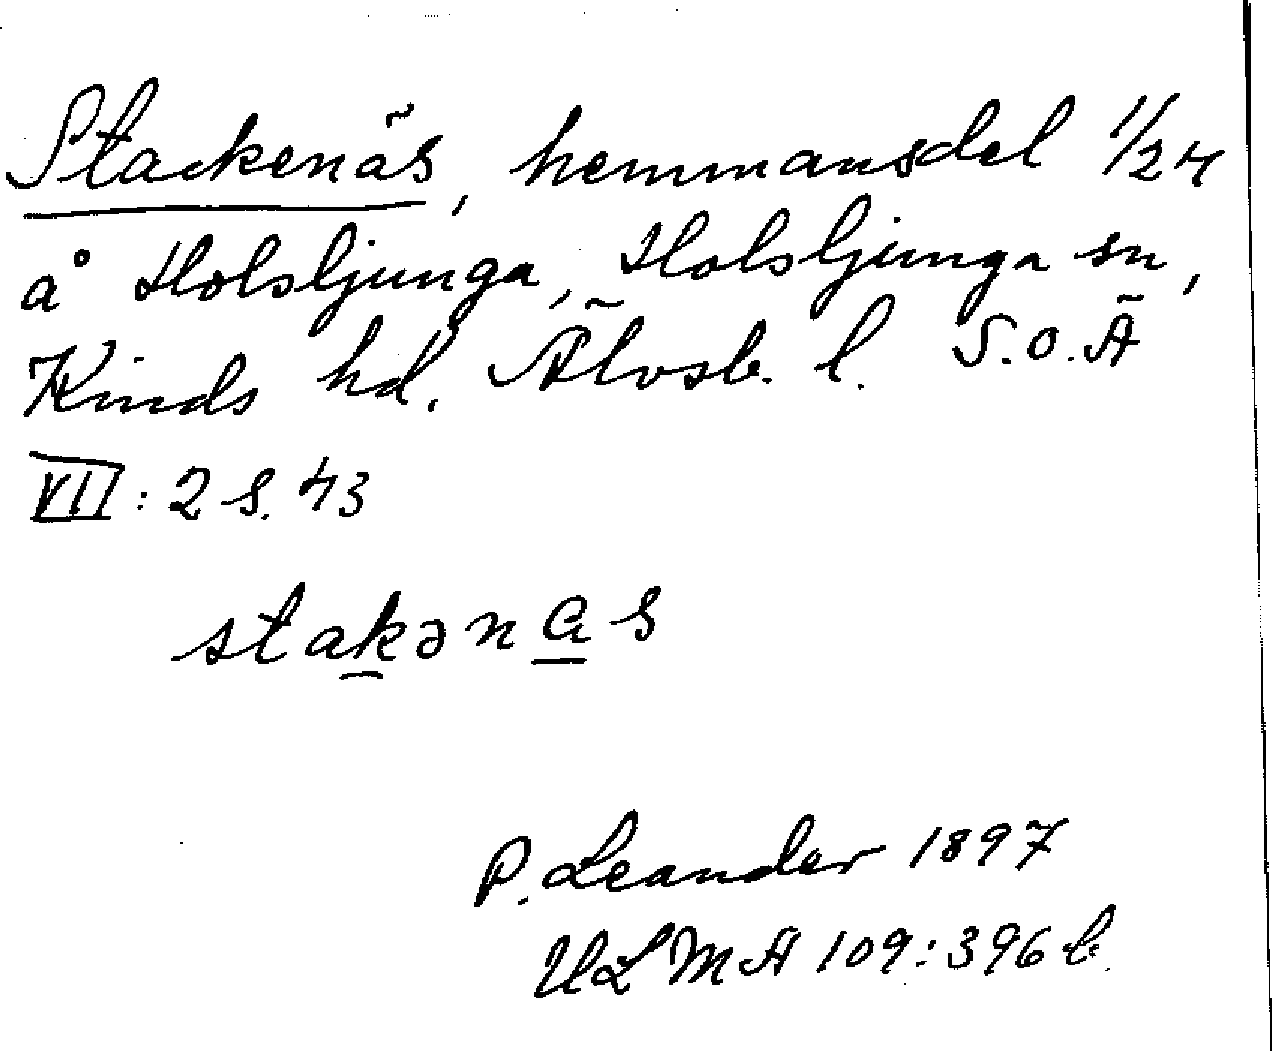 Stackenäs, hemmansdel 1/24
å Holsljunga, Holsljunga sn,
Kinds hd. Älvsb. l. S.O.Ä
VII: 2 s. 43
stakənas
P. Leander 1897
ULMA 109:396 b.